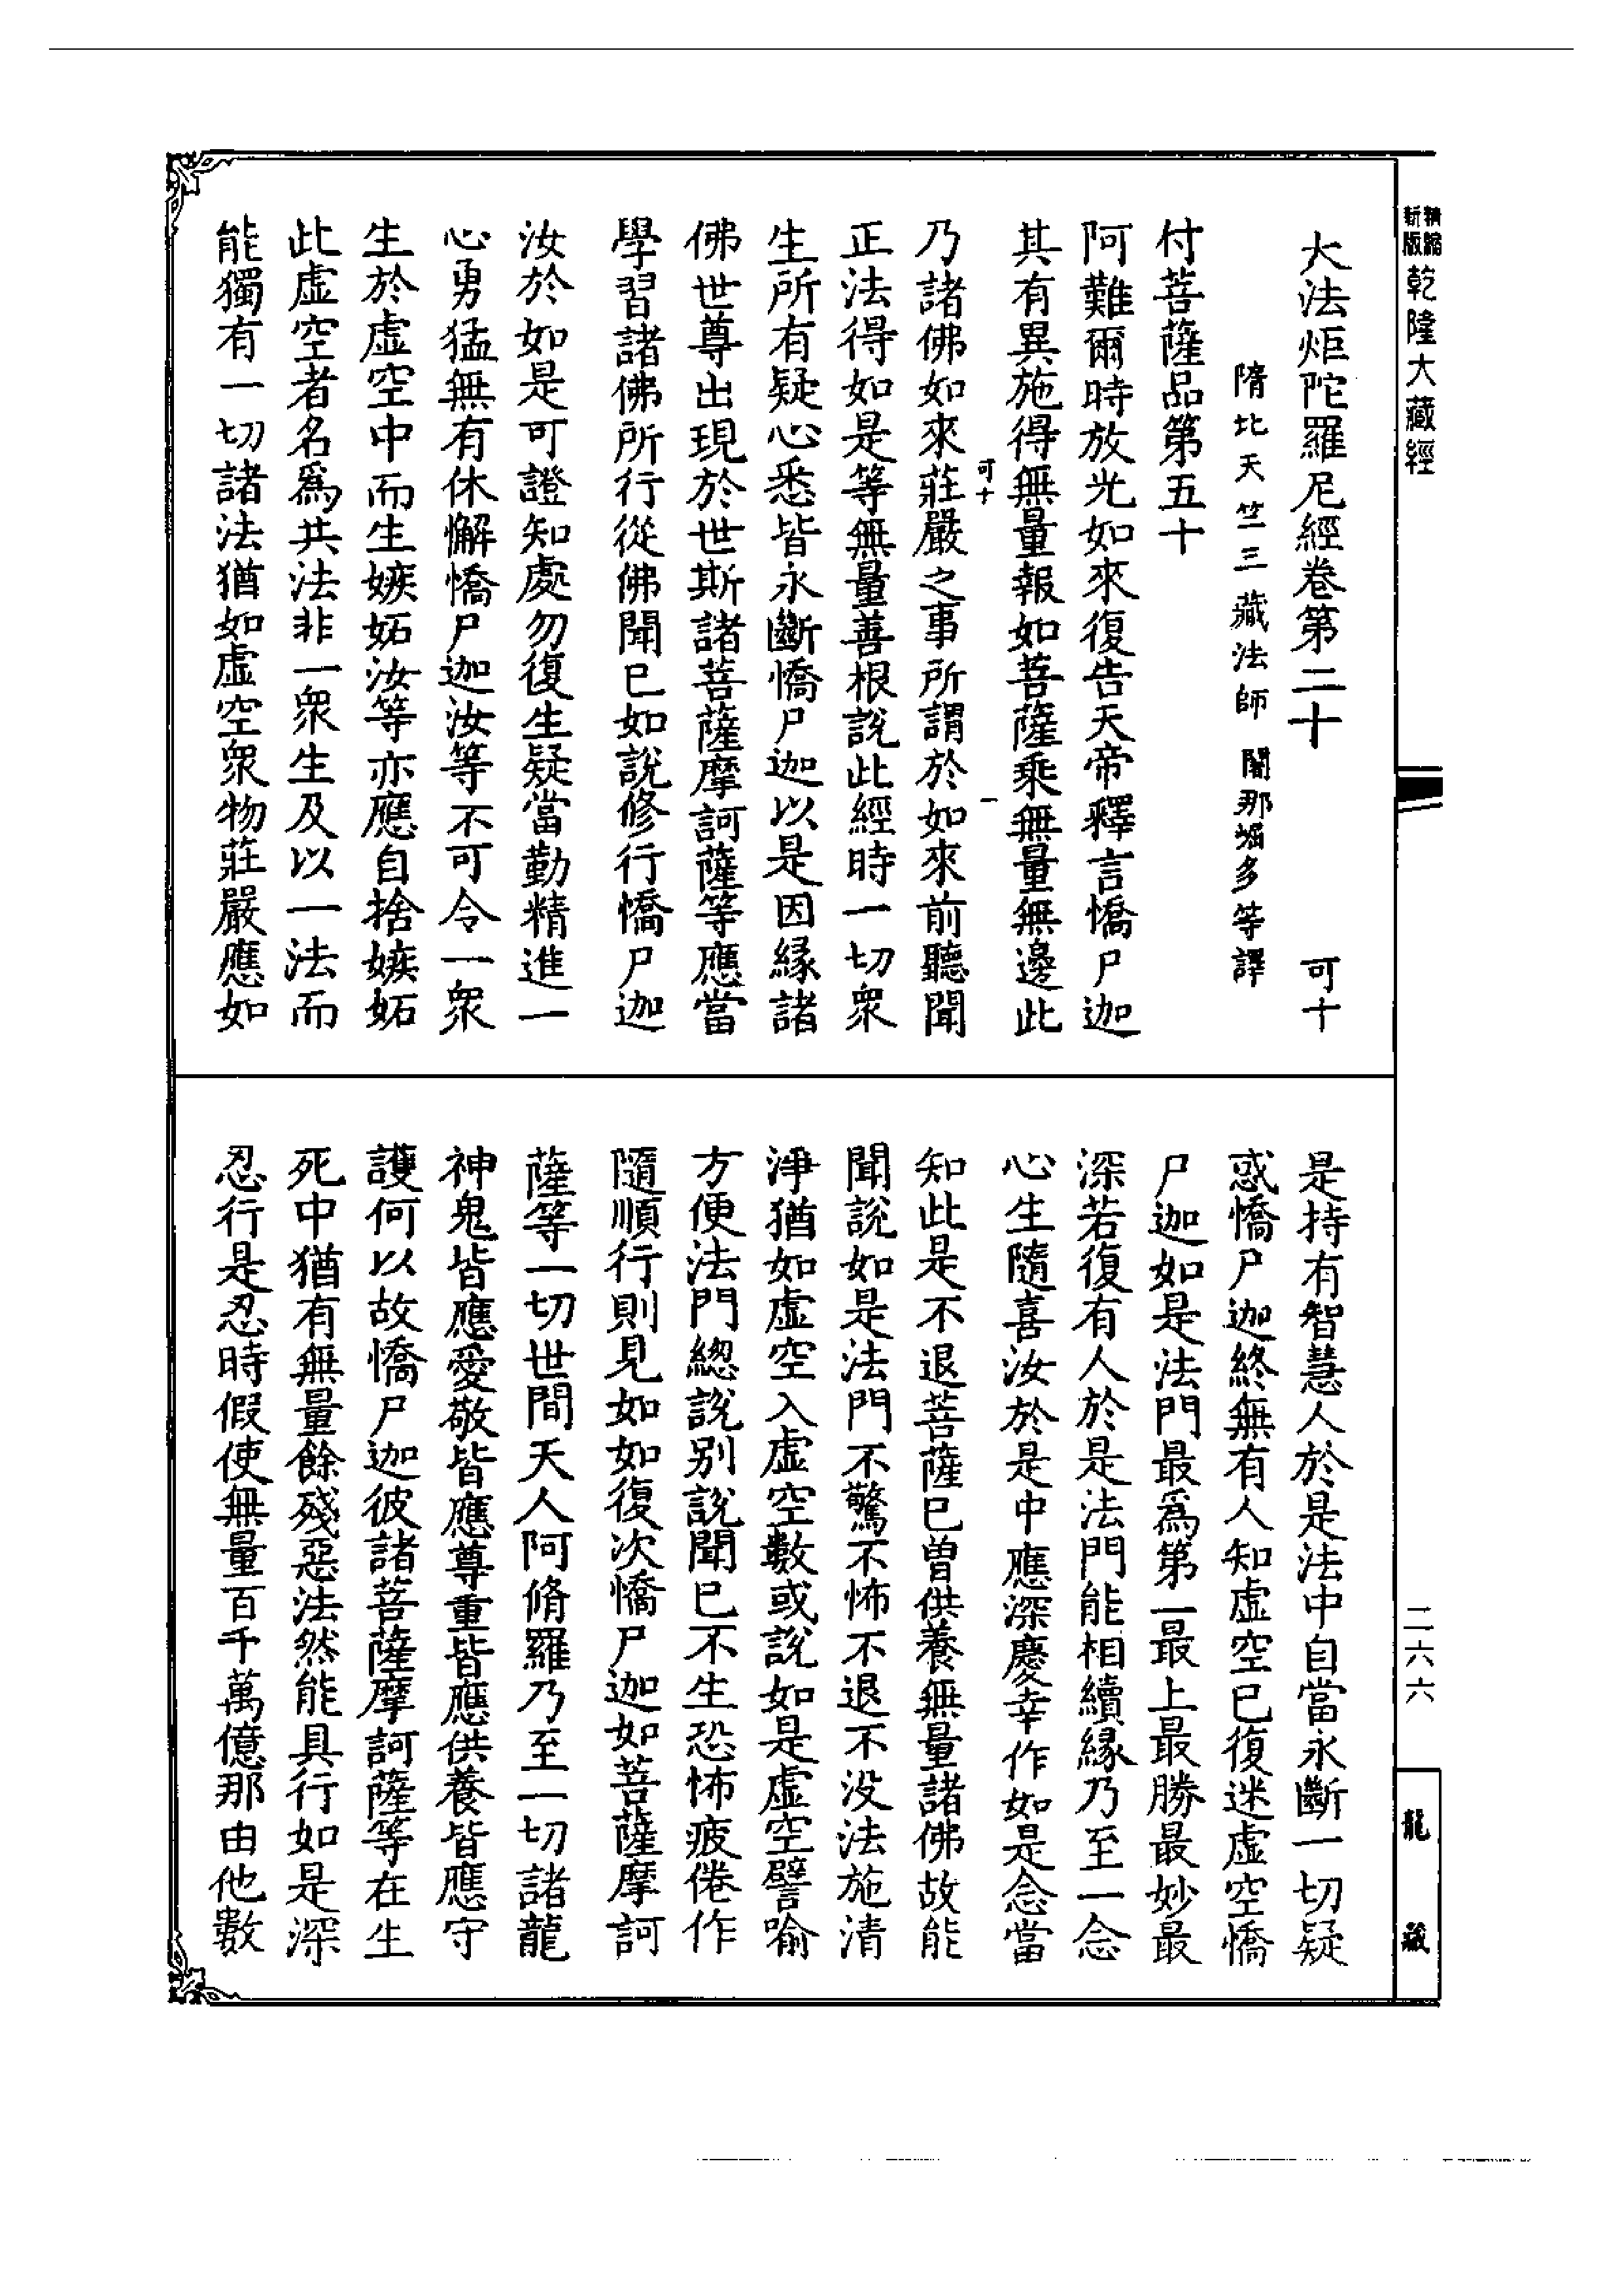 精縮
新版
乾隆大藏經
大法炬陀羅尼經卷第二十 可十
隋北天竺三藏法師闍那堀多等譯
付菩薩品第五十
阿難爾時放光如來復告天帝釋言憍尸迦
其有異施得無量報如菩薩乘無量無邊此
可十 一
乃諸佛如來莊嚴之事所謂於如來前聽聞
正法得如是等無量善根說此經時一切衆
生所有疑心悉皆永斷憍尸迦以是因緣諸
佛世尊出現於世斯諸菩薩摩訶薩等應當
學習諸佛所行從佛聞已如說修行憍尸迦
汝於如是可證知處勿復生疑當勤精進一
心勇猛無有休懈憍尸迦汝等不可令一衆
生於虛空中而生嫉妬汝等亦應自捨嫉妬
此虛空者名爲共法非一衆生及以一法而
能獨有一切諸法猶如虛空衆物莊嚴應如
是持有智慧人於是法中自當永斷一切疑
惑憍尸迦終無有人知虛空已復迷虛空憍
尸迦如是法門最爲第一最上最勝最妙最
深若復有人於是法門能相續緣乃至一念
心生隨喜汝於是中應深慶幸作如是念當
知此是不退菩薩已曾供養無量諸佛故能
聞說如是法門不驚不怖不退不没法施清
淨猶如虛空入虛空數或說如是虛空譬喻
方便法門總說别說聞已不生恐怖疲倦作
隨順行則見如如復次憍尸迦如菩薩摩訶
薩等一切世間天人阿脩羅乃至一切諸龍
神鬼皆應愛敬皆應尊重皆應供養皆應守
護何以故憍尸迦彼諸菩薩摩訶薩等在生
死中猶有無量餘殘惡法然能具行如是深
忍行是忍時假使無量百千萬億那由他數
二六六
龍藏